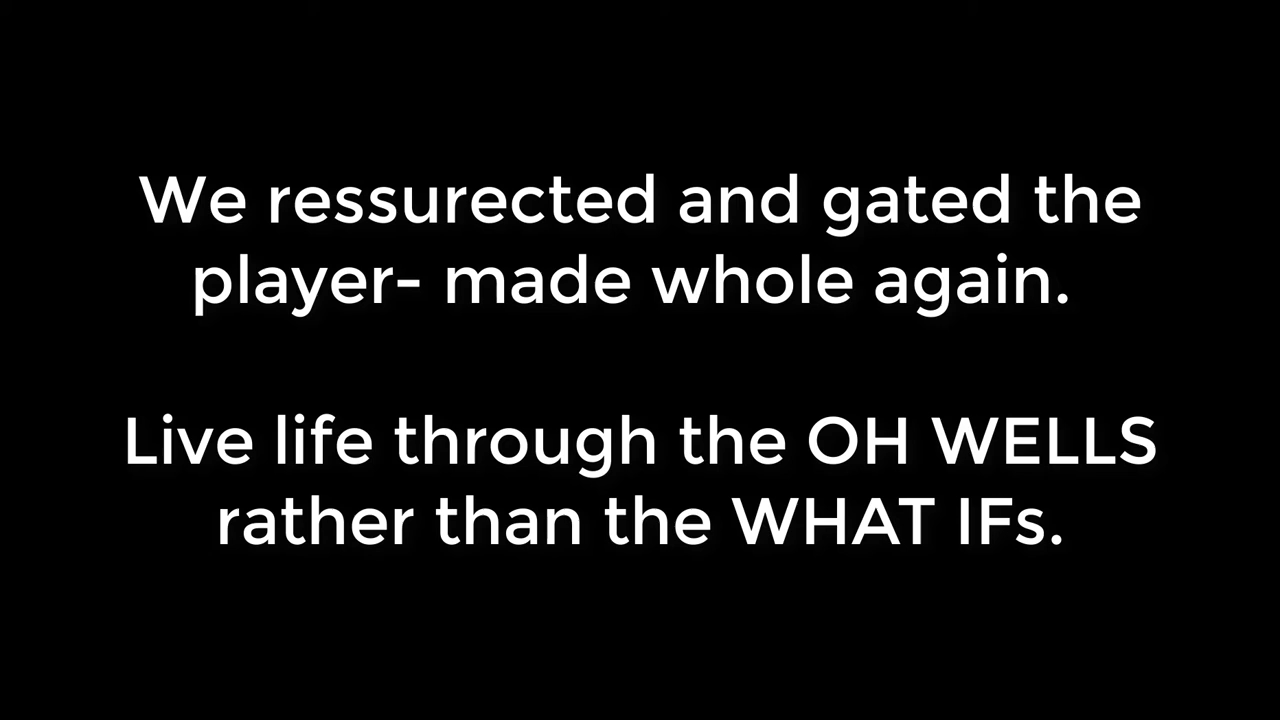 We ressurected and gated the
player- made whole again.
Live life through the OH WELLS
rather than the WHAT IFs.